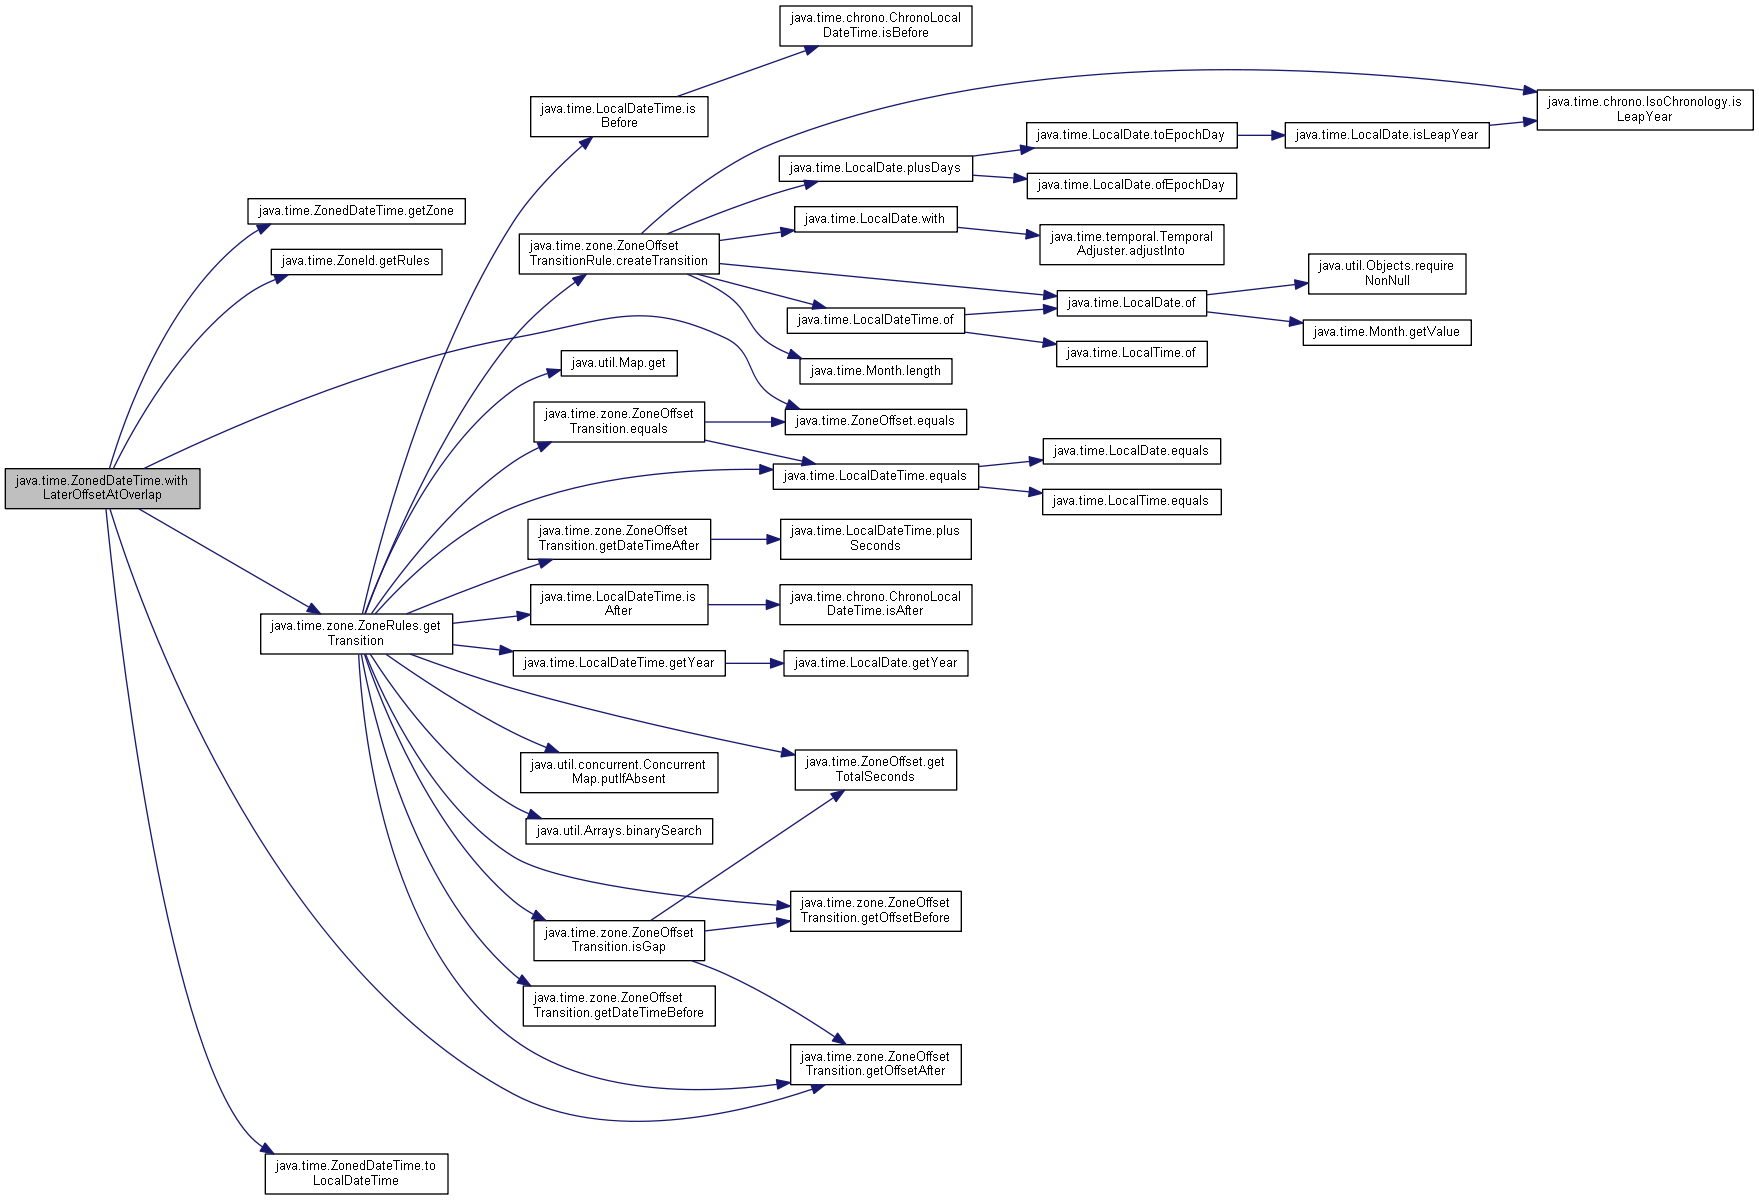 java.time.chrono.ChronoLocal
DateTime.isBefore
java.time.LocalDateTime.is
Before
java.time.chrono.IsoChronology.is
LeapYear
java.time.LocalDate.toEpochDay
java.time.LocalDate.isLeapYear
java.time.LocalDate.plusDays
java.time.LocalDate.ofEpochDay
java.time.ZonedDateTime.getZone
java.time.LocalDate.with
java.time.temporal.Temporal
Adjuster.adjustInto
java.time.zone.ZoneOffset
TransitionRule.createTransition
java.time.ZoneId.getRules
java.util.Objects.require
NonNull
java.time.LocalDate.of
java.time.LocalDateTime.of
java.time.Month.getValue
java.time.LocalTime.of
java.util.Map.get
java.time.Month.length
java.time.zone.ZoneOffset
Transition.equals
java.time.ZoneOffset.equals
java.time.LocalDate.equals
java.time.ZonedDateTime.with
LaterOffsetAtOverlap
java.time.LocalDateTime.equals
java.time.LocalTime.equals
java.time.zone.ZoneOffset
Transition.getDateTimeAfter
java.time.LocalDateTime.plus
Seconds
java.time.LocalDateTime.is
After
java.time.chrono.ChronoLocal
DateTime.isAfter
java.time.zone.ZoneRules.get
Transition
java.time.LocalDateTime.getYear
java.time.LocalDate.getYear
java.util.concurrent.Concurrent
Map.putIfAbsent
java.time.ZoneOffset.get
TotalSeconds
java.util.Arrays.binarySearch
java.time.zone.ZoneOffset
Transition.getOffsetBefore
java.time.zone.ZoneOffset
Transition.isGap
java.time.zone.ZoneOffset
Transition.getDateTimeBefore
java.time.zone.ZoneOffset
Transition.getOffsetAfter
java.time.ZonedDateTime.to
LocalDateTime